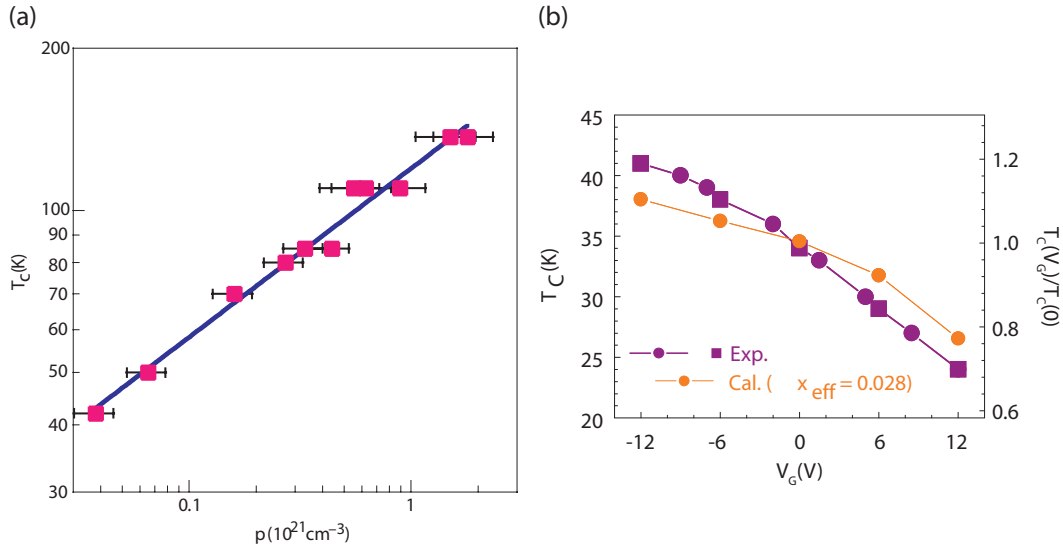 (a)
200
100
90
80
70
60
50
40
30
T_C(K)
0.1
1
p(10^21cm^−3)
(b)
45
40
35
30
25
20
T_C(K)
1.2
1.0
0.8
0.6
T_C(V_G)/T_C(0)
Exp.
Cal. ( x_eff = 0.028)
-12 -6 0 6 12
V_G(V)